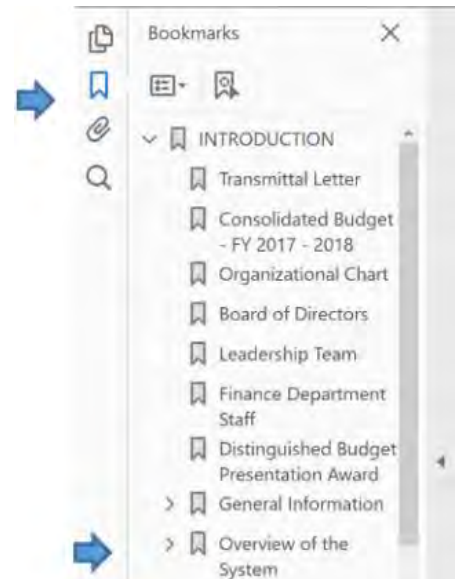 Bookmarks
INTRODUCTION
Transmittal Letter
Consolidated Budget
- FY 2017 - 2018
Organizational Chart
Board of Directors
Leadership Team
Finance Department
Staff
Distinguished Budget
Presentation Award
General Information
Overview of the
System